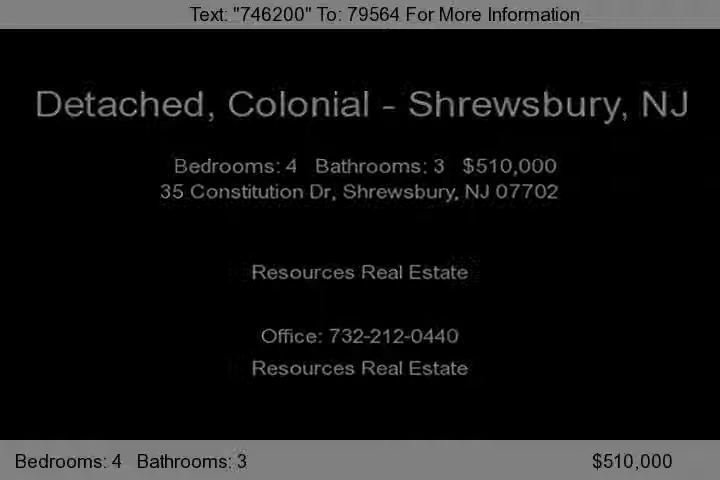 Text: "746200" To: 79564 For More Information
Detached, Colonial - Shrewsbury, NJ
Bedrooms: 4 Bathrooms: 3 $510,000
35 Constitution Dr, Shrewsbury, NJ 07702
Resources Real Estate
Office: 732-212-0440
Resources Real Estate
Bedrooms: 4 Bathrooms: 3 $510,000